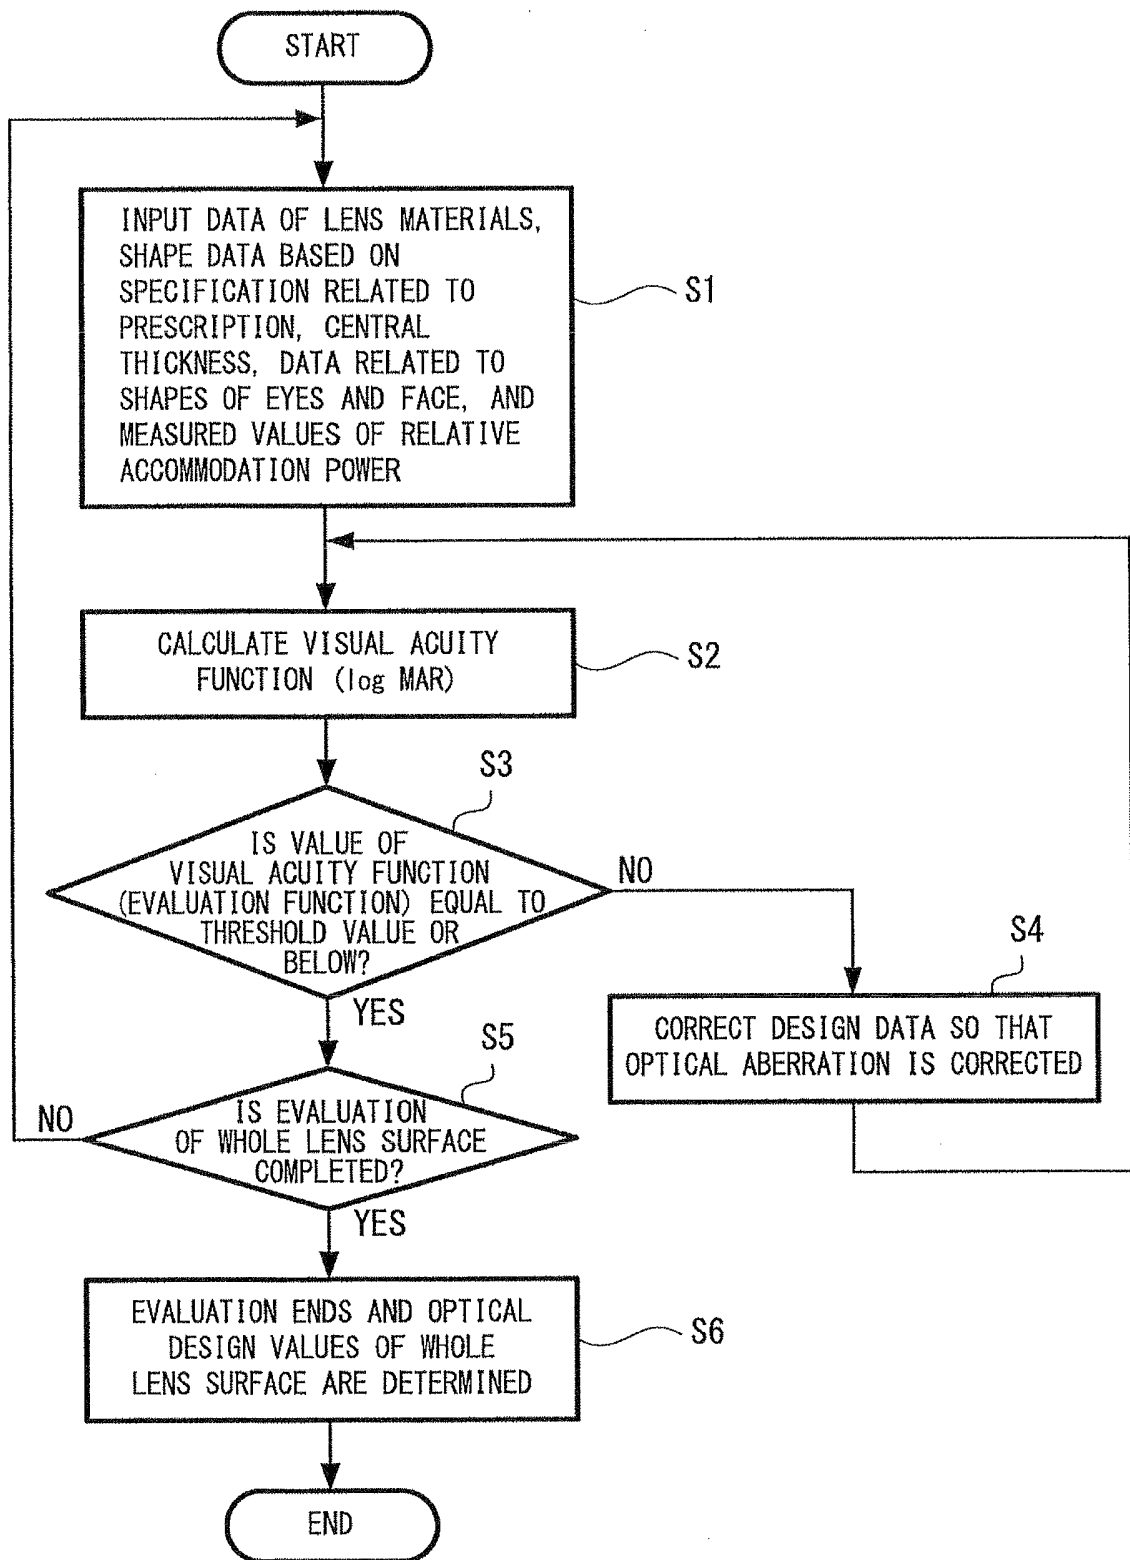 START
INPUT DATA OF LENS MATERIALS,
SHAPE DATA BASED ON
SPECIFICATION RELATED TO
PRESCRIPTION, CENTRAL
THICKNESS, DATA RELATED TO
SHAPES OF EYES AND FACE, AND
MEASURED VALUES OF RELATIVE
ACCOMMODATION POWER
S1
CALCULATE VISUAL ACUITY
FUNCTION (log MAR)
S2
S3
IS VALUE OF
VISUAL ACUITY FUNCTION
(EVALUATION FUNCTION) EQUAL TO
THRESHOLD VALUE OR
BELOW?
NO
YES
S4
CORRECT DESIGN DATA SO THAT
OPTICAL ABERRATION IS CORRECTED
S5
IS EVALUATION
OF WHOLE LENS SURFACE
COMPLETED?
NO
YES
EVALUATION ENDS AND OPTICAL
DESIGN VALUES OF WHOLE
LENS SURFACE ARE DETERMINED
S6
END